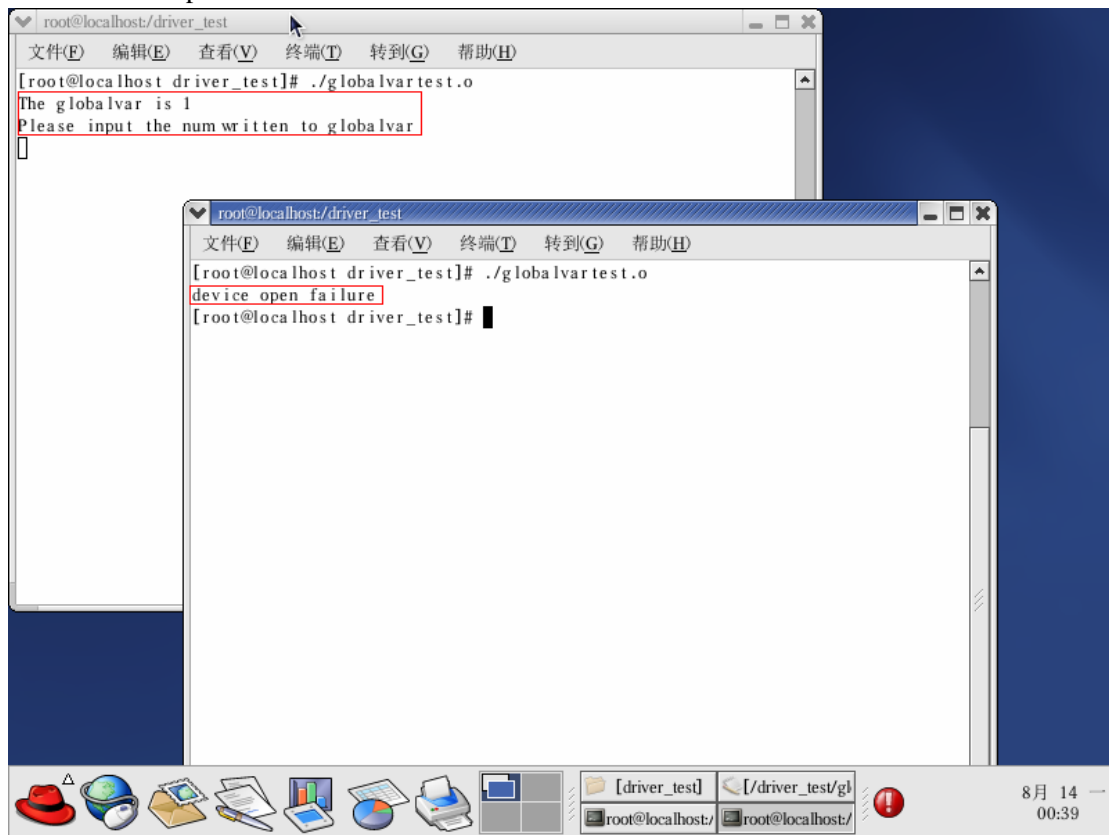 root@localhost:/driver_test
文件(F) 编辑(E) 查看(V) 终端(T) 转到(G) 帮助(H)
[root@localhost driver_test]# ./globalvartest.o
The globalvar is 1
Please input the num written to globalvar
root@localhost:/driver_test
文件(F) 编辑(E) 查看(V) 终端(T) 转到(G) 帮助(H)
[root@localhost driver_test]# ./globalvartest.o
device open failure
[root@localhost driver_test]#
[driver_test] [/driver_test/gl
8月 14 一
root@localhost:/ root@localhost:/
00:39